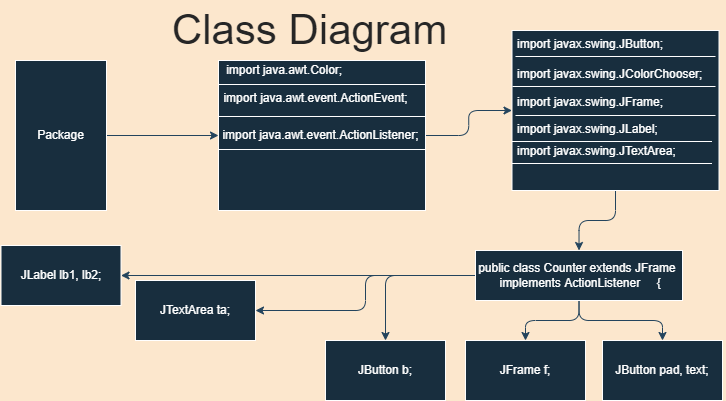 Class Diagram
Package
import java.awt.Color;
import java.awt.event.ActionEvent;
import java.awt.event.ActionListener;
import javax.swing.JButton;
import javax.swing.JColorChooser;
import javax.swing.JFrame;
import javax.swing.JLabel;
import javax.swing.JTextArea;
public class Counter extends JFrame
implements ActionListener {
JLabel lb1, lb2;
JTextArea ta;
JButton b;
JFrame f;
JButton pad, text;